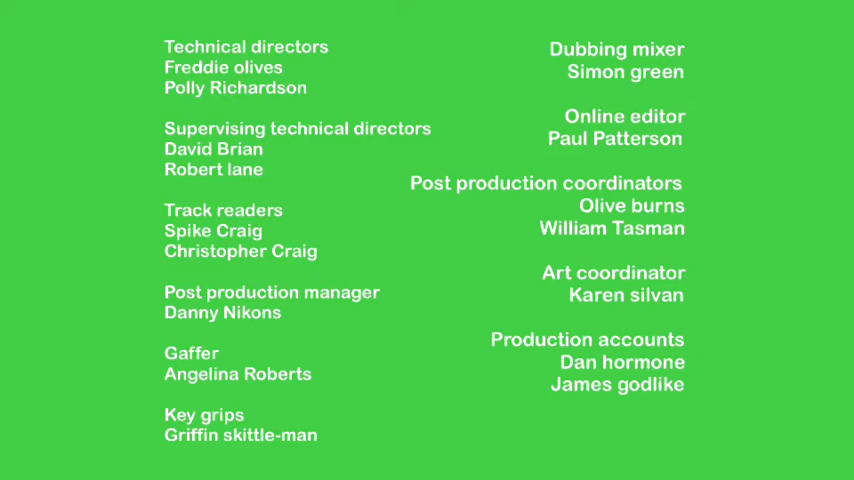 Technical directors
Freddie olives
Polly Richardson
Supervising technical directors
David Brian
Robert lane
Track readers
Spike Craig
Christopher Craig
Post production manager
Danny Nikons
Gaffer
Angelina Roberts
Key grips
Griffin skittle-man
Dubbing mixer
Simon green
Online editor
Paul Patterson
Post production coordinators
Olive burns
William Tasman
Art coordinator
Karen silvan
Production accounts
Dan hormone
James godlike